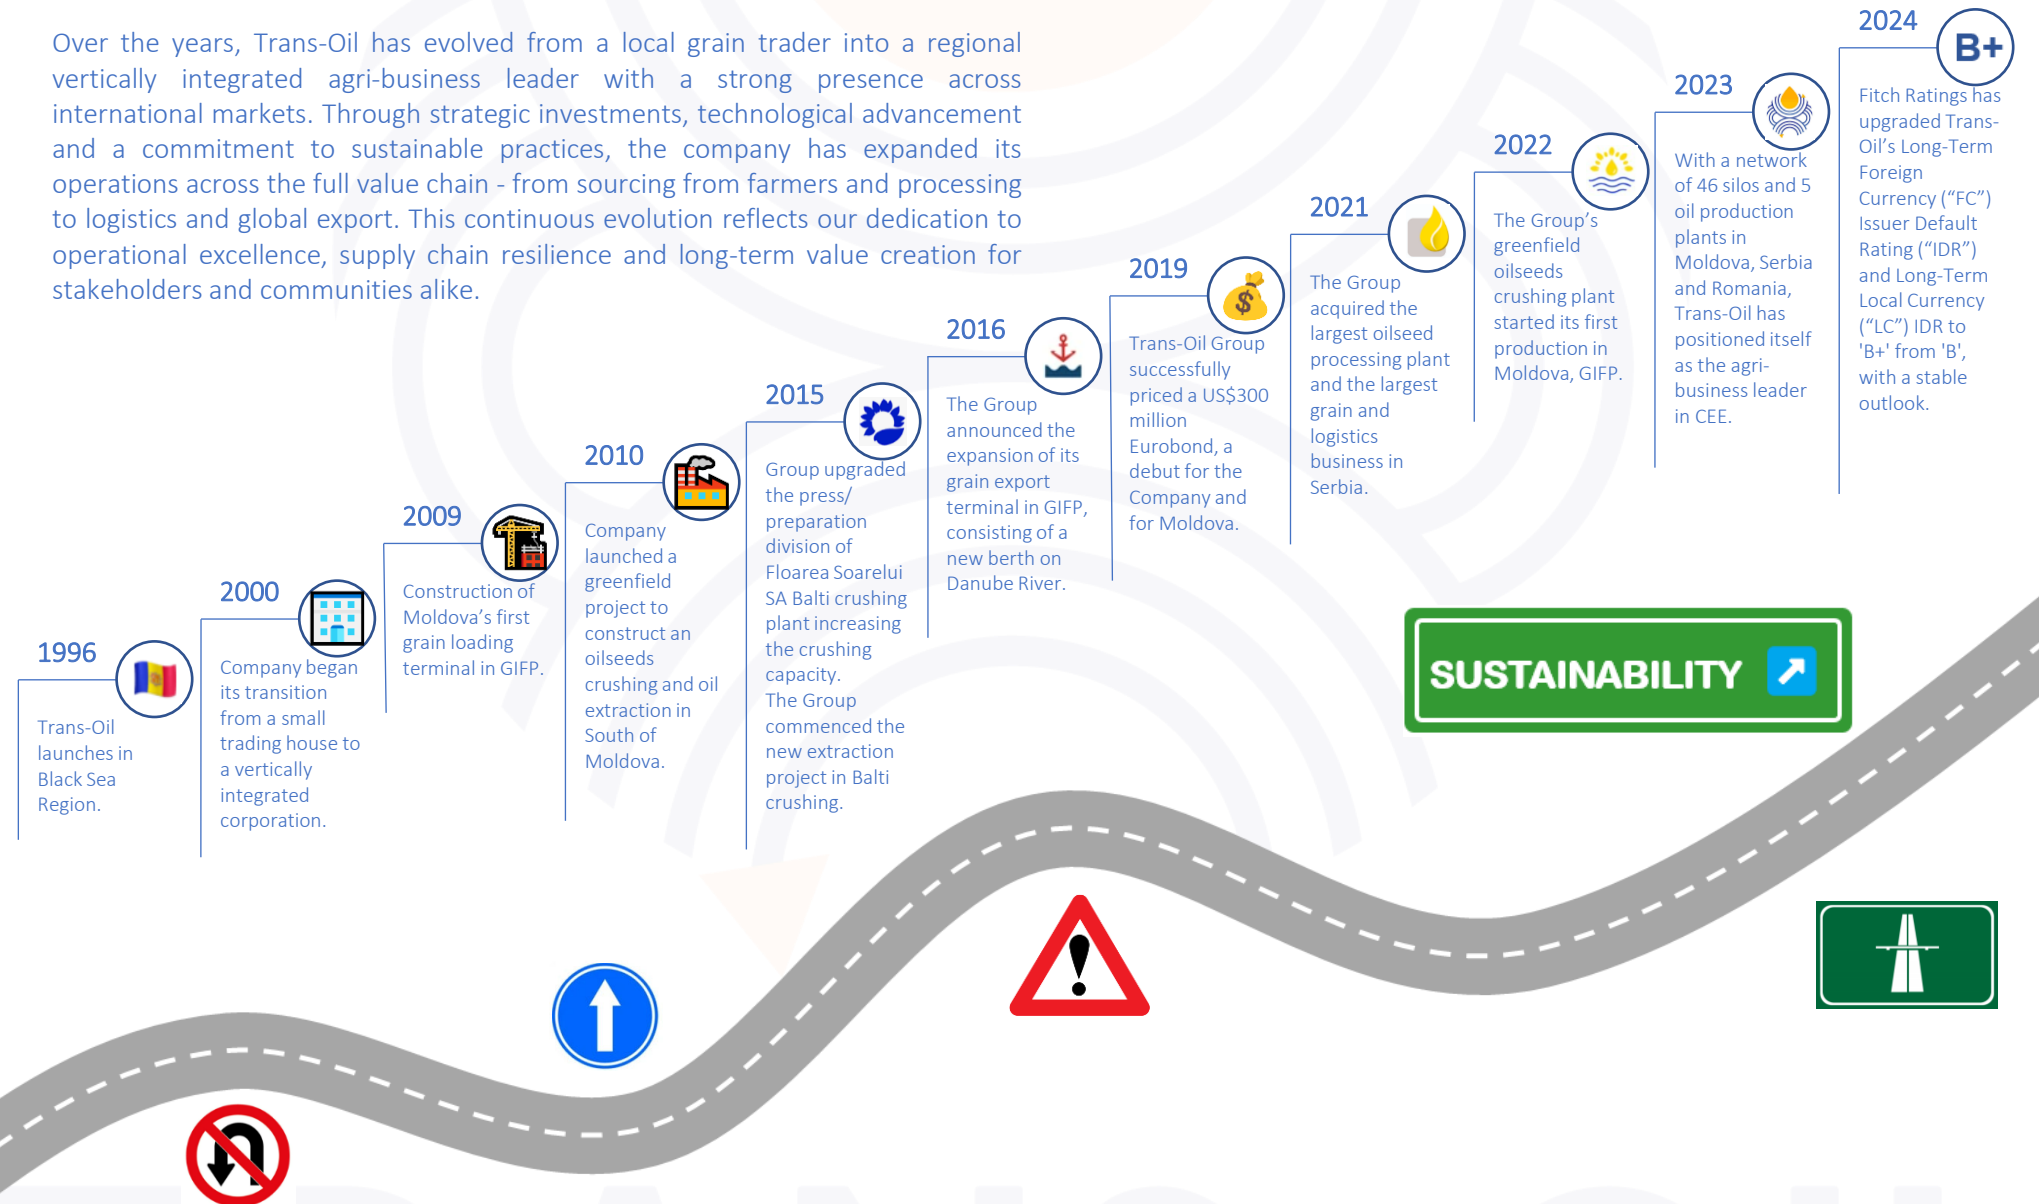 Over the years, Trans-Oil has evolved from a local grain trader into a regional
vertically integrated agri-business leader with a strong presence across
international markets. Through strategic investments, technological advancement
and a commitment to sustainable practices, the company has expanded its
operations across the full value chain - from sourcing from farmers and processing
to logistics and global export. This continuous evolution reflects our dedication to
operational excellence, supply chain resilience and long-term value creation for
stakeholders and communities alike.
1996
Trans-Oil
launches in
Black Sea
Region.
2000
Company began
its transition
from a small
trading house to
a vertically
integrated
corporation.
2009
Construction of
Moldova’s first
grain loading
terminal in GIFP.
2010
Company
launched a
greenfield
project to
construct an
oilseeds
crushing and oil
extraction in
South of
Moldova.
2015
Group upgraded
the press/
preparation
division of
Floarea Soarelui
SA Balti crushing
plant increasing
the crushing
capacity.
The Group
commenced the
new extraction
project in Balti
crushing.
2016
The Group
announced the
expansion of its
grain export
terminal in GIFP,
consisting of a
new berth on
Danube River.
2019
$
Trans-Oil Group
successfully
priced a US$300
million
Eurobond, a
debut for the
Company and
for Moldova.
2021
The Group
acquired the
largest oilseed
processing plant
and the largest
grain and
logistics
business in
Serbia.
2022
The Group’s
greenfield
oilseeds
crushing plant
started its first
production in
Moldova, GIFP.
2023
With a network
of 46 silos and 5
oil production
plants in
Moldova, Serbia
and Romania,
Trans-Oil has
positioned itself
as the agri-
business leader
in CEE.
2024
B+
Fitch Ratings has
upgraded Trans-
Oil’s Long-Term
Foreign
Currency (“FC”)
Issuer Default
Rating (“IDR”)
and Long-Term
Local Currency
(“LC”) IDR to
'B+' from 'B',
with a stable
outlook.
SUSTAINABILITY